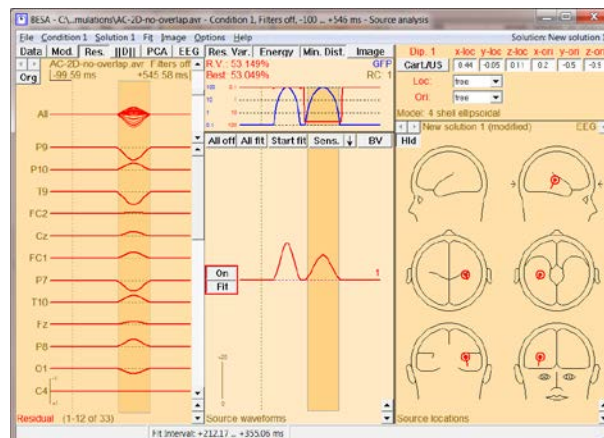 BESA - C:\...mulations\AC-2D-no-overlap.avr - Condition 1, Filters off, -100 ... +546 ms - Source analysis
File Condition 1 Solution 1 Fit Image Options ? Solution: New solution 1
Data Mod. Res. ||D|| PCA EEG
Org
AC-2D-no-overlap.avr Filters off
-99.59 ms +545.58 ms
All
P9
P10
T9
FC2
Cz
FC1
P7
T10
Fz
P8
O1
C4
Residual (1-12 of 33)
Res. Var. Energy Min. Dist. Image
R.V.: 53.149% GFP
Best: 53.049% RC 1
All off All fit Start fit Sens. ↓ BV
On
Fit
1
Source waveforms
Dip. 1 x-loc y-loc z-loc x-ori y-ori z-ori
Cart./US 0.44 -0.05 0.11 0.2
Loc: free
Ori: free
Model: 4 shell ellipsoidal
New solution 1 (modified) EEG
Hld
Source locations
Fit Interval: +212.17 ... +355.06 ms